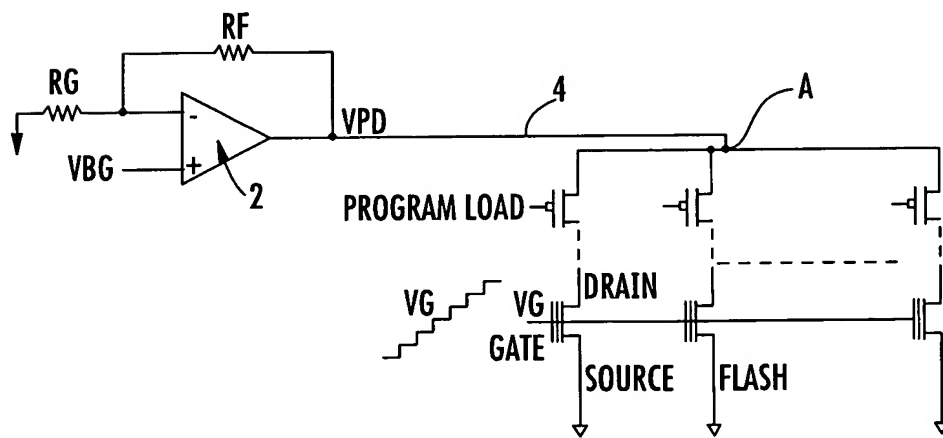 RF
RG
-
VPD
4
A
VBG
+
2
PROGRAM LOAD
DRAIN
VG
VG
GATE
SOURCE
FLASH